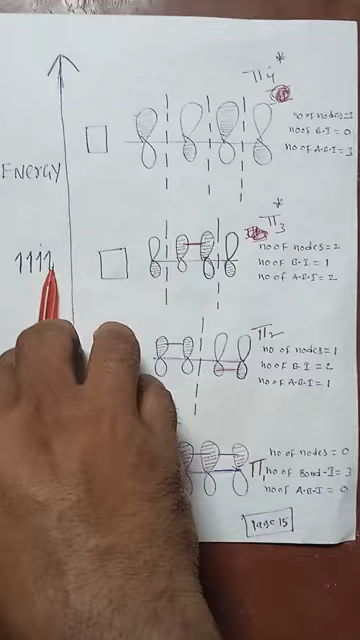 π4*
no of nodes=3
no of B.I=0
no of A.B.I=3
ENERGY
π3*
no of nodes=2
no of B.I=1
no of A.B.I=2
1111
π2
no of nodes=1
no of B.I=2
no of A.B.I=1
π1
no of nodes=0
no of Bond.I=3
no of A.B.I=0
Page 15